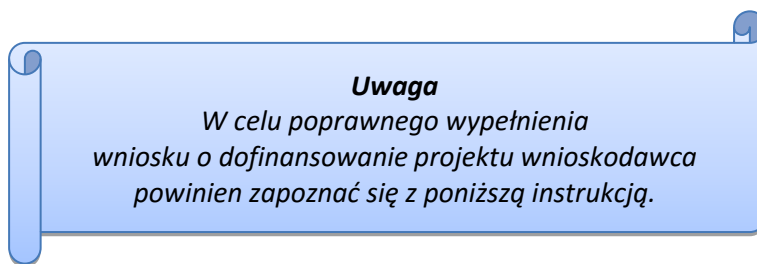 Uwaga
W celu poprawnego wypełnienia
wniosku o dofinansowanie projektu wnioskodawca
powinien zapoznać się z poniższą instrukcją.